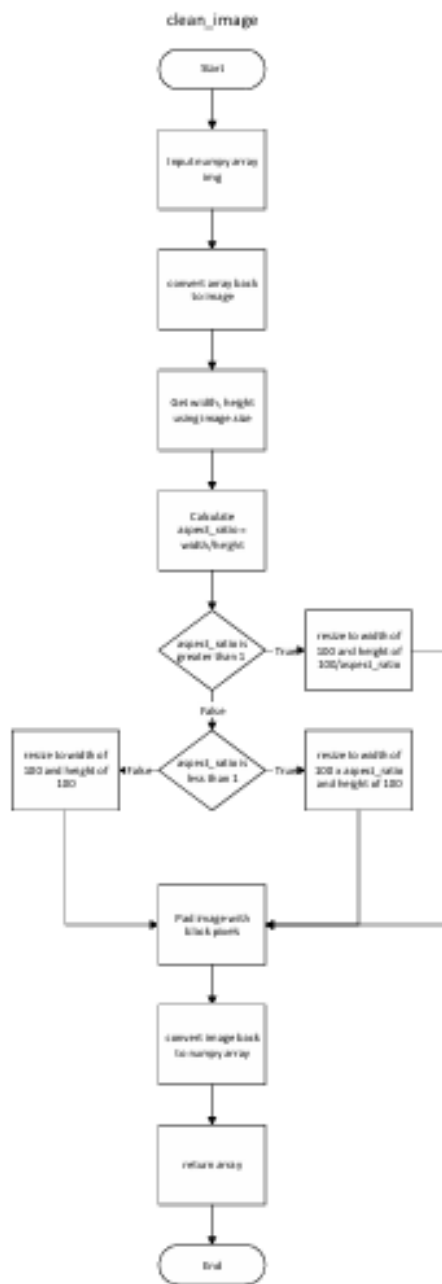 clean_image
Start
Input numpy array
img
convert array back
to image
Get width, height
using image size
Calculate
aspect_ratio =
width/height
aspect_ratio is
greater than 1
True
resize to width of
100 and height of
100/aspect_ratio
False
resize to width of
100 and height of
100
False
aspect_ratio is
less than 1
True
resize to width of
100 x aspect_ratio
and height of 100
Pad image with
black pixels
convert image back
to numpy array
return array
End